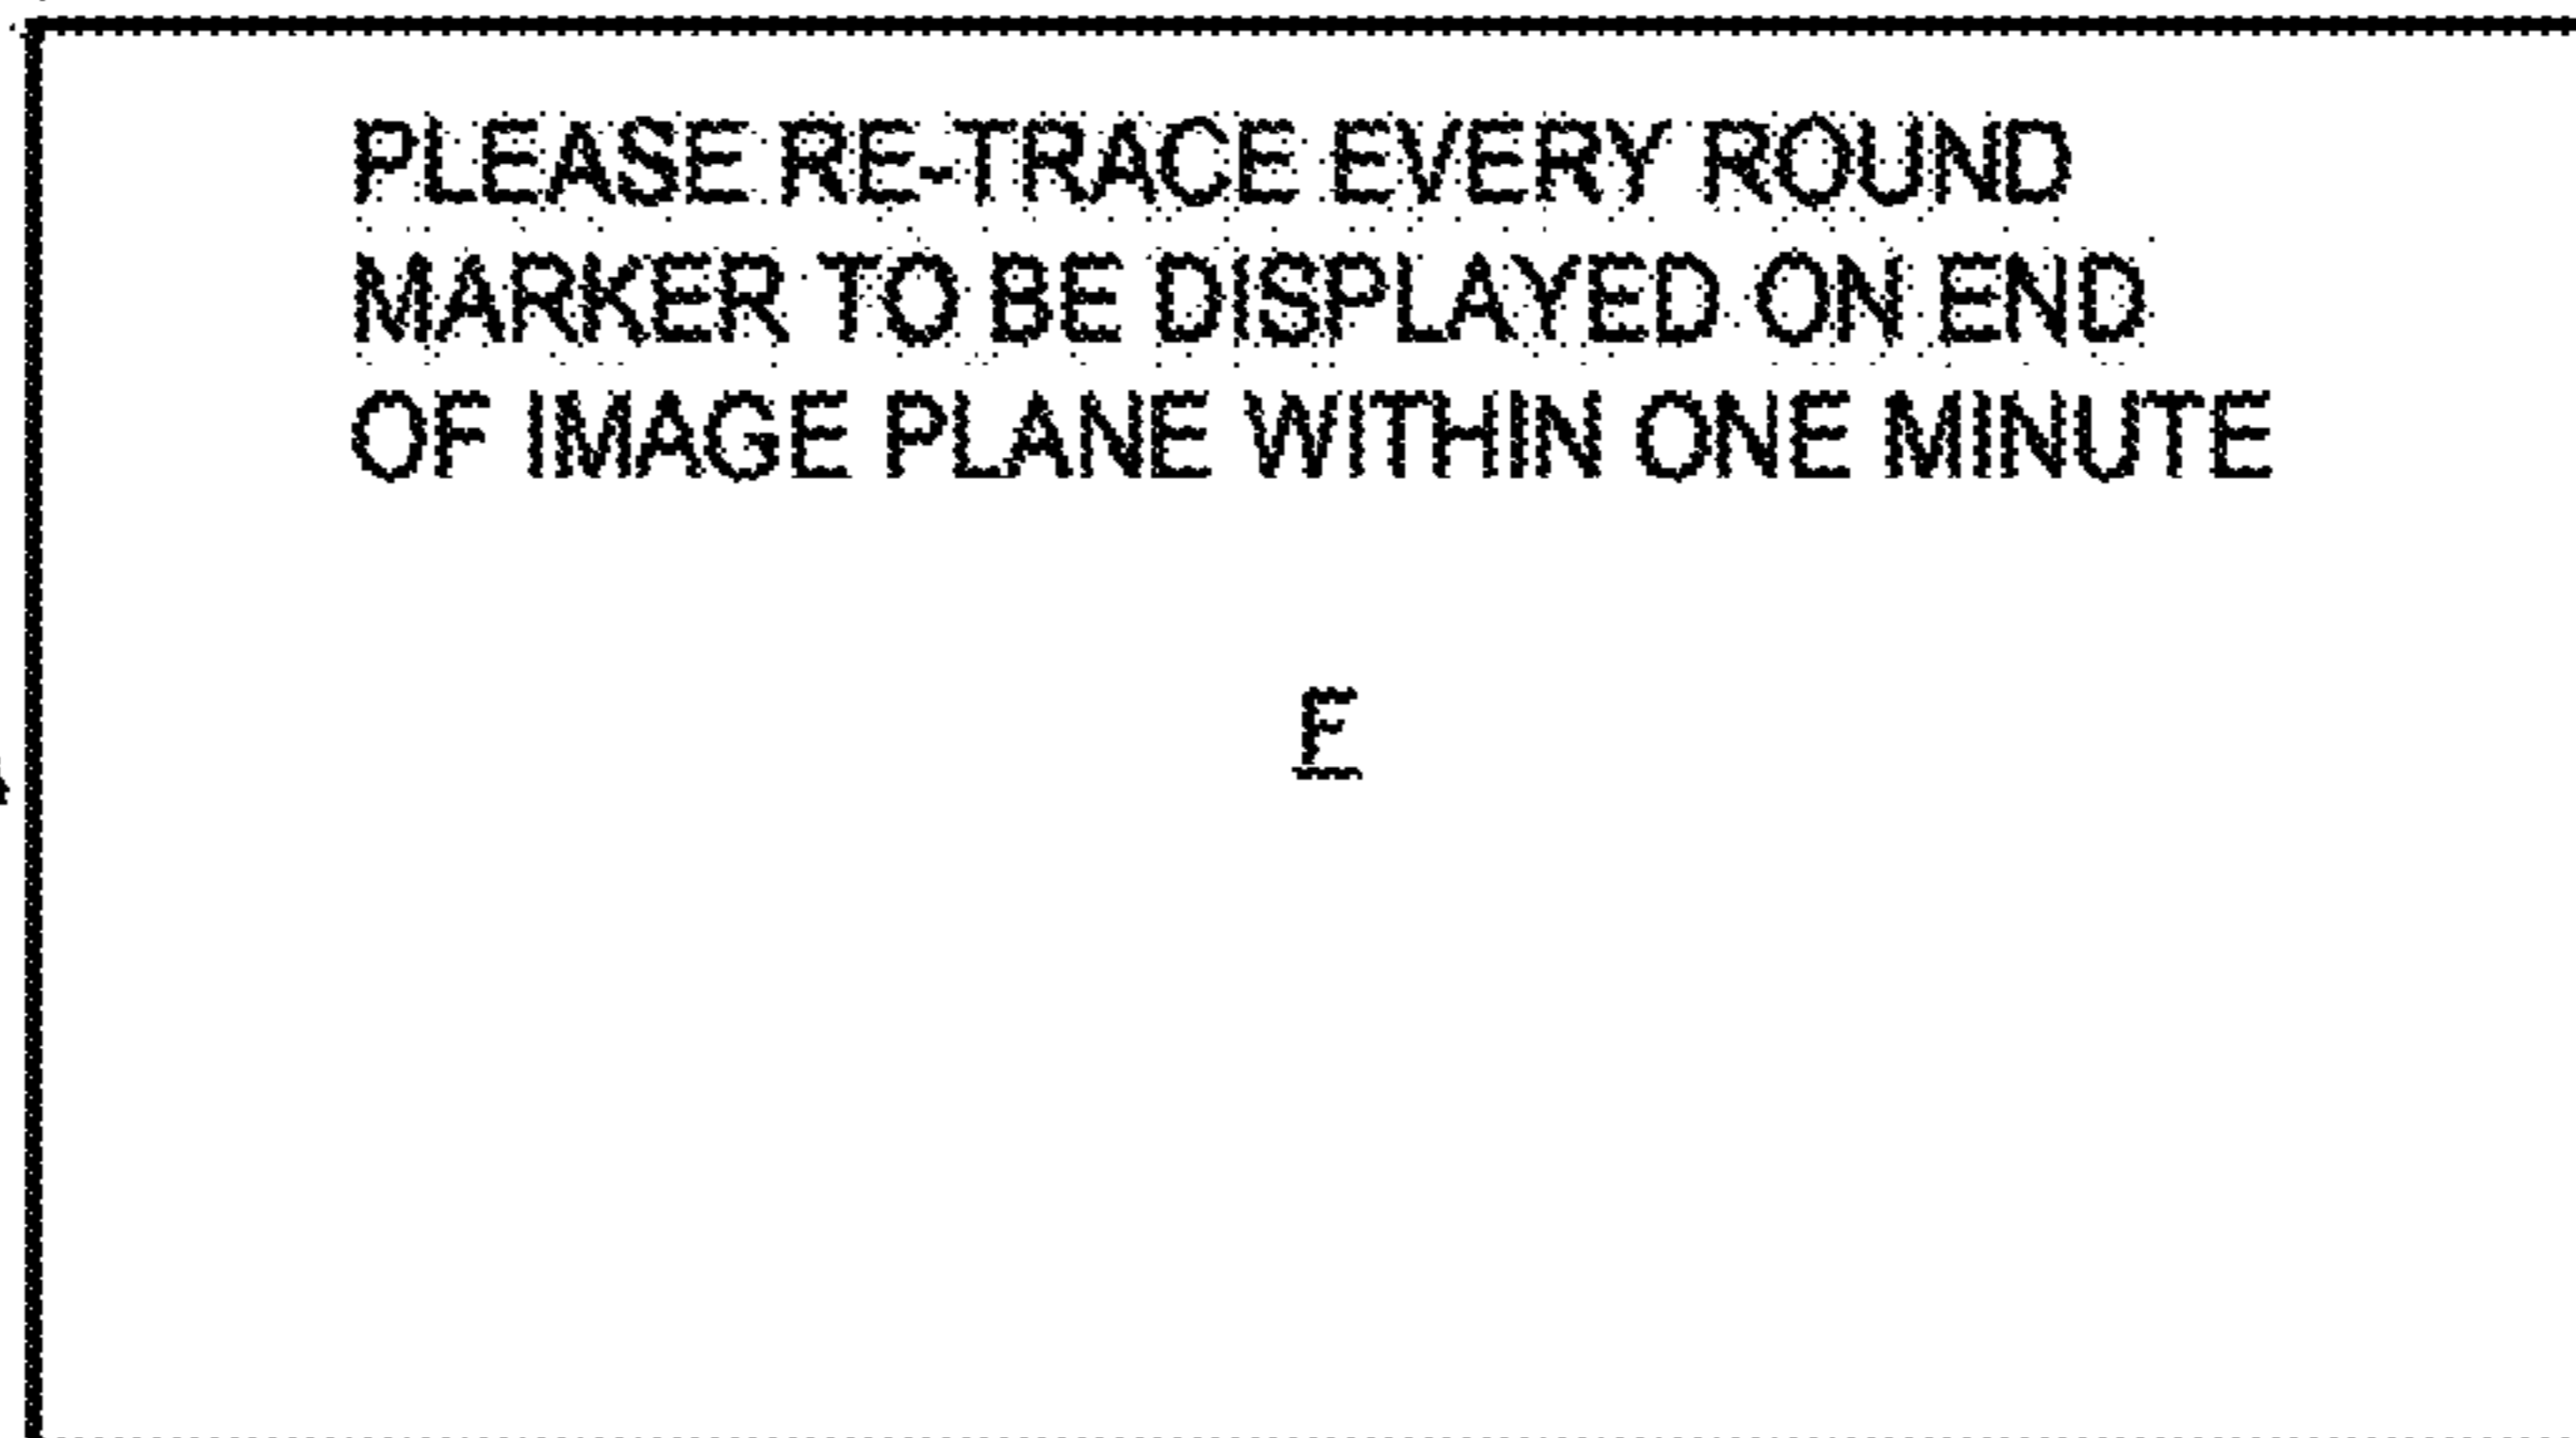 PLEASE RE-TRACE EVERY ROUND
MARKER TO BE DISPLAYED ON END
OF IMAGE PLANE WITHIN ONE MINUTE
F